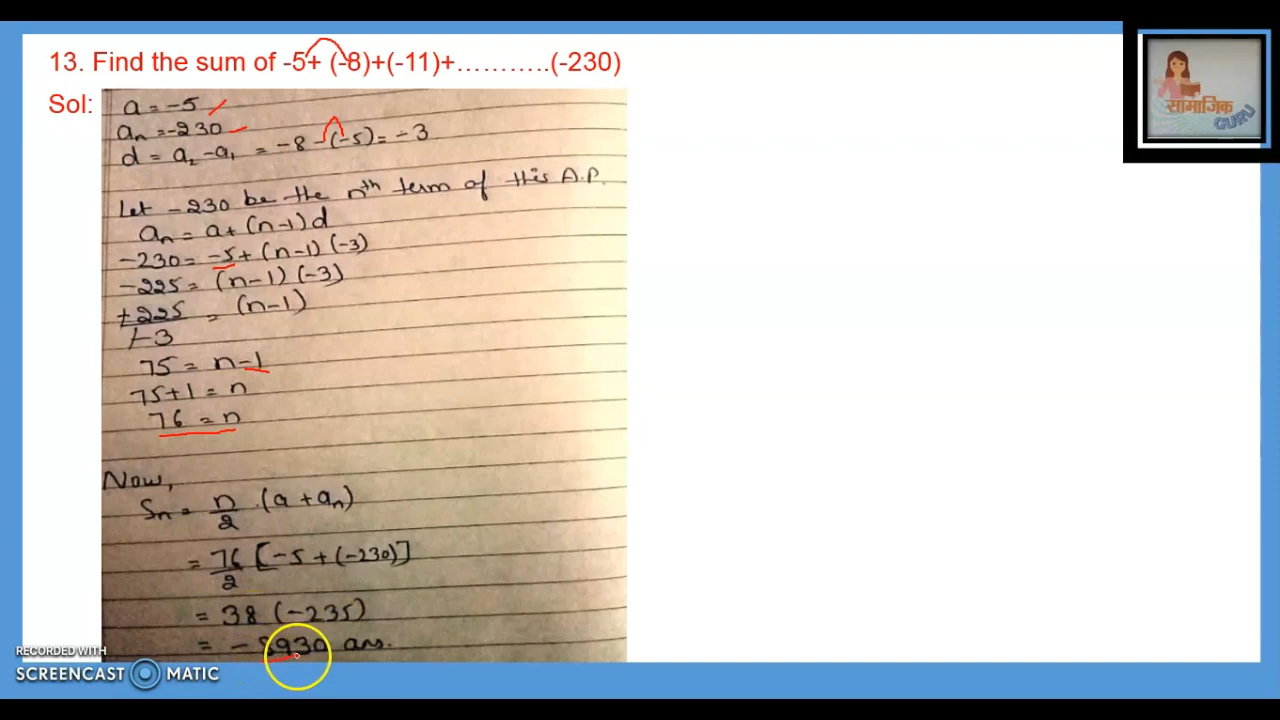 13. Find the sum of -5+ (-8)+(-11)+………..(-230)
Sol:
a = -5
an = -230
d = a2 - a1 = -8 - (-5) = -3
Let -230 be the nth term of this A.P.
an = a + (n-1)d
-230 = -5 + (n-1)(-3)
-225 = (n-1)(-3)
+225 = (n-1)
+3
75 = n-1
75+1 = n
76 = n
Now,
Sn = n/2 (a + an)
= 76/2 [-5 + (-230)]
= 38 (-235)
= -8930 ans.
सामाजिक
GURU
RECORDED WITH
SCREENCAST MATIC